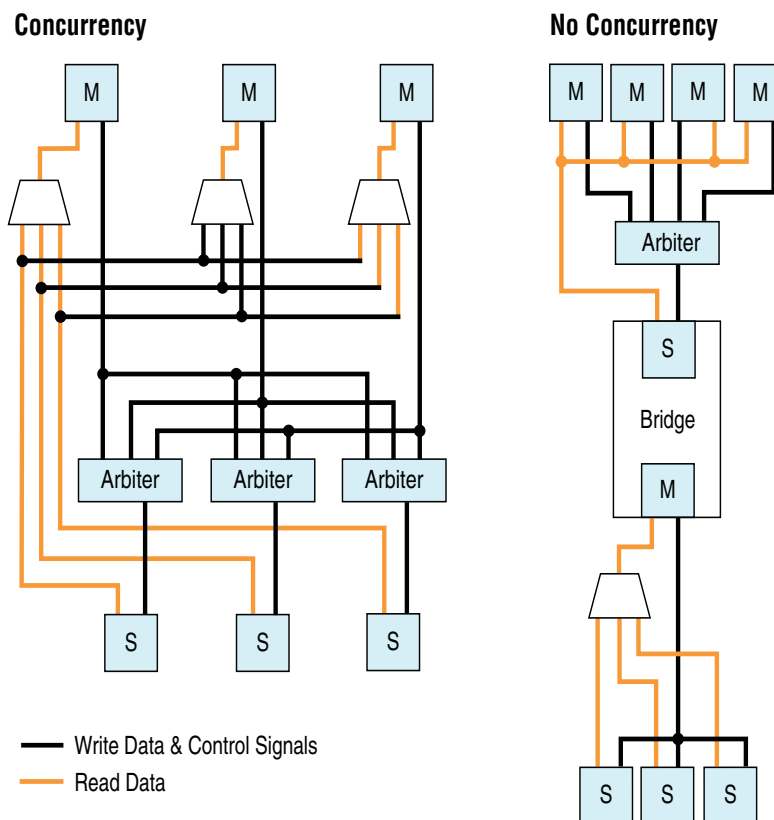 Concurrency
No Concurrency
M
M
M
M
M
M
M
Arbiter
S
Bridge
Arbiter
Arbiter
Arbiter
M
S
S
S
Write Data & Control Signals
Read Data
S
S
S